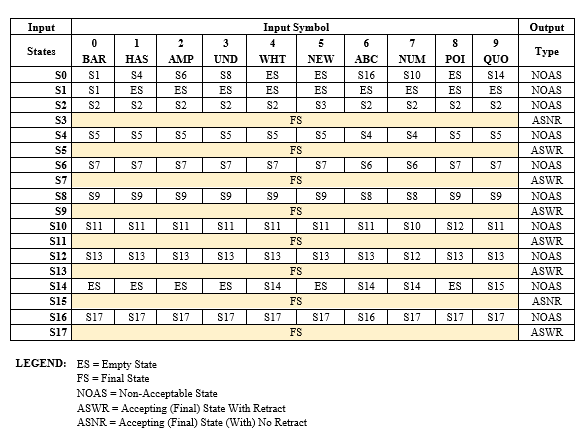 Input Input Symbol Output
States 0 1 2 3 4 5 6 7 8 9 Type
BAR HAS AMP UND WHT NEW ABC NUM POI QUO
S0 S1 S4 S6 S8 ES ES S16 S10 ES S14 NOAS
S1 S1 ES ES ES ES ES ES ES ES ES NOAS
S2 S2 S2 S2 S2 S2 S3 S2 S2 S2 S2 NOAS
S3 FS ASNR
S4 S5 S5 S5 S5 S5 S5 S4 S4 S5 S5 NOAS
S5 FS ASWR
S6 S7 S7 S7 S7 S7 S7 S6 S6 S7 S7 NOAS
S7 FS ASWR
S8 S9 S9 S9 S9 S9 S9 S8 S8 S9 S9 NOAS
S9 FS ASWR
S10 S11 S11 S11 S11 S11 S11 S11 S10 S12 S11 NOAS
S11 FS ASWR
S12 S13 S13 S13 S13 S13 S13 S13 S12 S13 S13 NOAS
S13 FS ASWR
S14 ES ES ES ES S14 ES S14 S14 ES S15 NOAS
S15 FS ASNR
S16 S17 S17 S17 S17 S17 S17 S16 S17 S17 S17 NOAS
S17 FS ASWR
LEGEND: ES = Empty State
FS = Final State
NOAS = Non-Acceptable State
ASWR = Accepting (Final) State With Retract
ASNR = Accepting (Final) State (With) No Retract